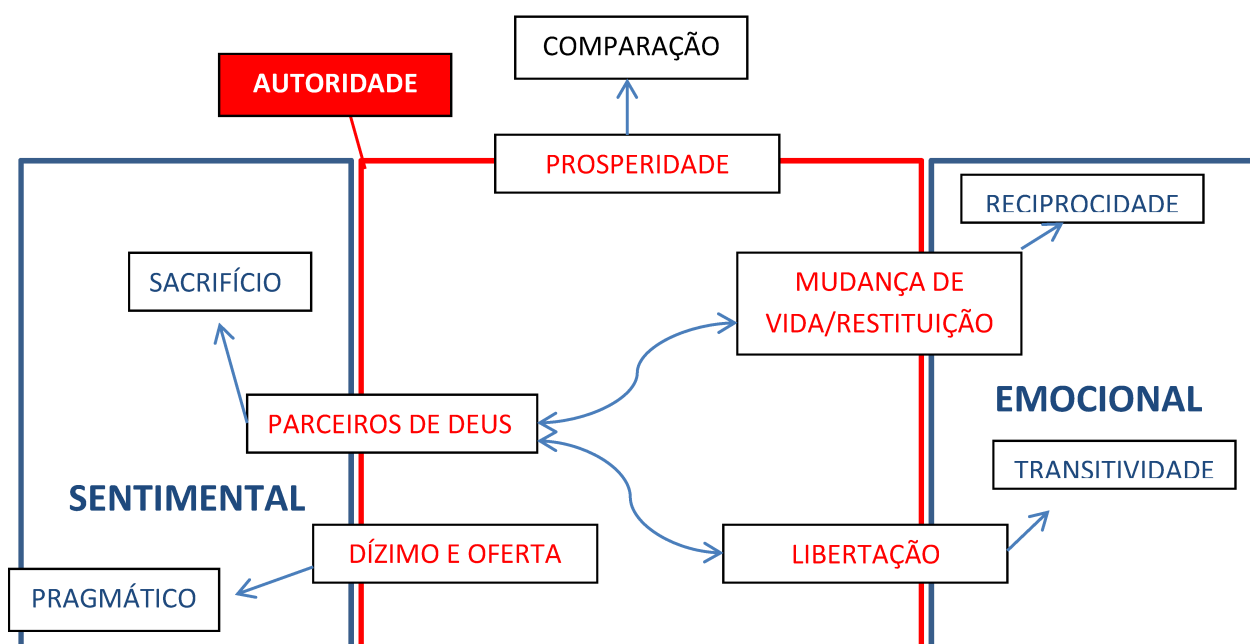 COMPARAÇÃO
AUTORIDADE
PROSPERIDADE
RECIPROCIDADE
SACRIFÍCIO
MUDANÇA DE
VIDA/RESTITUIÇÃO
EMOCIONAL
PARCEIROS DE DEUS
TRANSITIVIDADE
SENTIMENTAL
DÍZIMO E OFERTA
LIBERTAÇÃO
PRAGMÁTICO